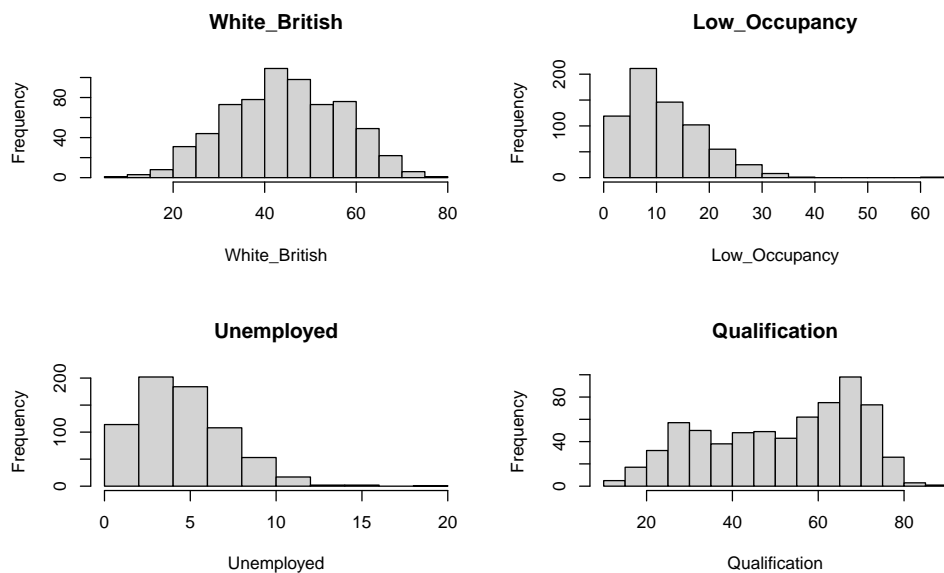 White_British
Frequency
0 40 80
20 40 60 80
White_British
Low_Occupancy
Frequency
0 100 200
0 10 20 30 40 50 60
Low_Occupancy
Unemployed
Frequency
0 100 200
0 5 10 15 20
Unemployed
Qualification
Frequency
0 40 80
20 40 60 80
Qualification